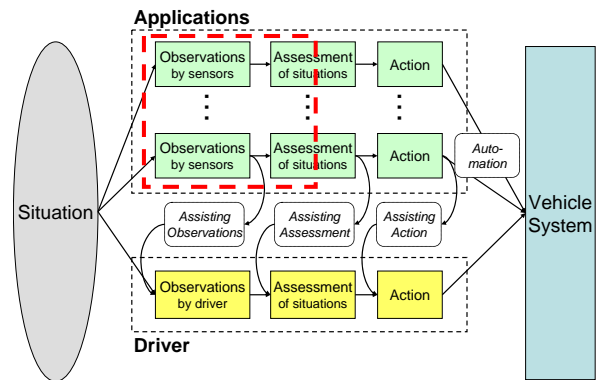 Applications
Observations
by sensors
Assessment
of situations
Action
Observations
by sensors
Assessment
of situations
Action
Auto-
mation
Situation
Assisting
Observations
Assisting
Assessment
Assisting
Action
Vehicle
System
Observations
by driver
Assessment
of situations
Action
Driver